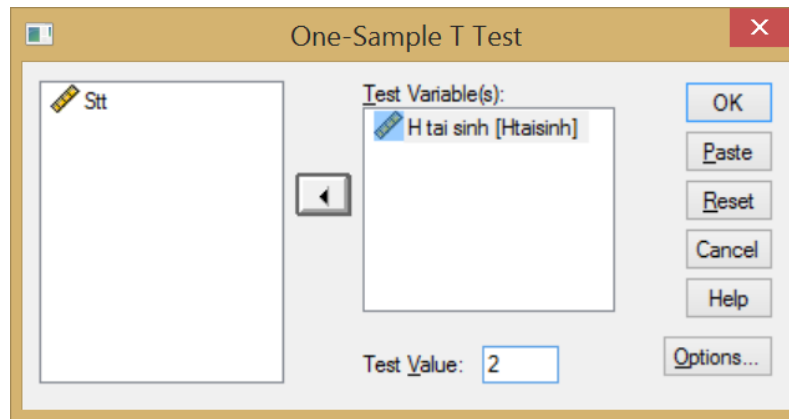 One-Sample T Test
Stt
Test Variable(s):
H tai sinh [Htaisinh]
OK
Paste
Reset
Cancel
Help
Test Value: 2
Options...